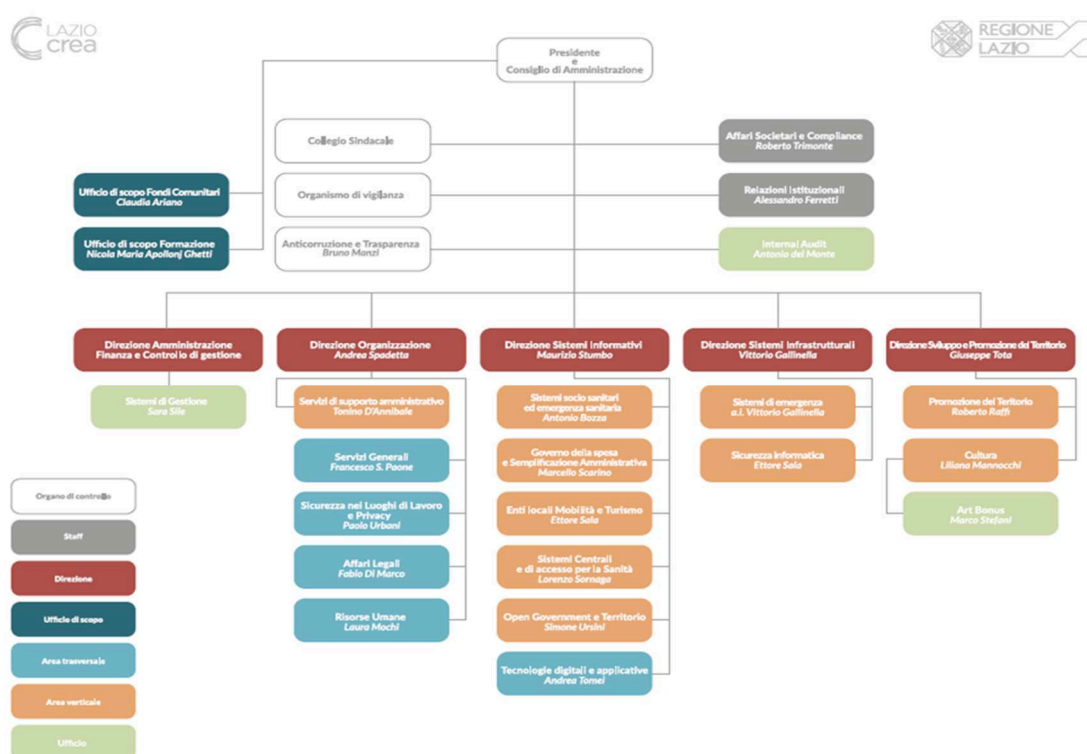 LAZIO
crea
REGIONE
LAZIO
Presidente
e
Consiglio di Amministrazione
Collegio Sindacale
Affari Societari e Compliance
Roberto Trimonte
Ufficio di scopo Fondi Comunitari
Claudia Ariano
Organismo di vigilanza
Relazioni Istituzionali
Alessandro Ferretti
Ufficio di scopo Formazione
Nicola Maria Apollonj Ghetti
Anticorruzione e Trasparenza
Bruno Manzi
Internal Audit
Antonio del Monte
Direzione Amministrazione
Finanza e Controllo di gestione
Direzione Organizzazione
Andrea Spadetta
Direzione Sistemi Informativi
Maurizio Stumbo
Direzione Sistemi Infrastrutturali
Vittorio Gallinella
Direzione Sviluppo e Promozione del Territorio
Giuseppe Tota
Sistemi di Gestione
Sara Sile
Servizi di supporto amministrativo
Tonino D'Annibale
Servizi Generali
Francesco S. Paone
Sicurezza nei Luoghi di Lavoro
e Privacy
Paolo Urbani
Affari Legali
Fabio Di Marco
Risorse Umane
Laura Mochi
Sistemi socio sanitari
ed emergenza sanitaria
Antonio Bozza
Governo della spesa
e Semplificazione Amministrativa
Marcello Scarino
Enti locali Mobilità e Turismo
Ettore Sala
Sistemi Centrali
e di accesso per la Sanità
Lorenzo Sornaga
Open Government e Territorio
Simone Ursini
Tecnologie digitali e applicative
Andrea Tomei
Sistemi di emergenza
a.i. Vittorio Gallinella
Sicurezza informatica
Ettore Sala
Promozione del Territorio
Roberto Raffi
Cultura
Liliana Mannocchi
Art Bonus
Marco Stefani
Organo di controllo
Staff
Direzione
Ufficio di scopo
Area trasversale
Area verticale
Ufficio